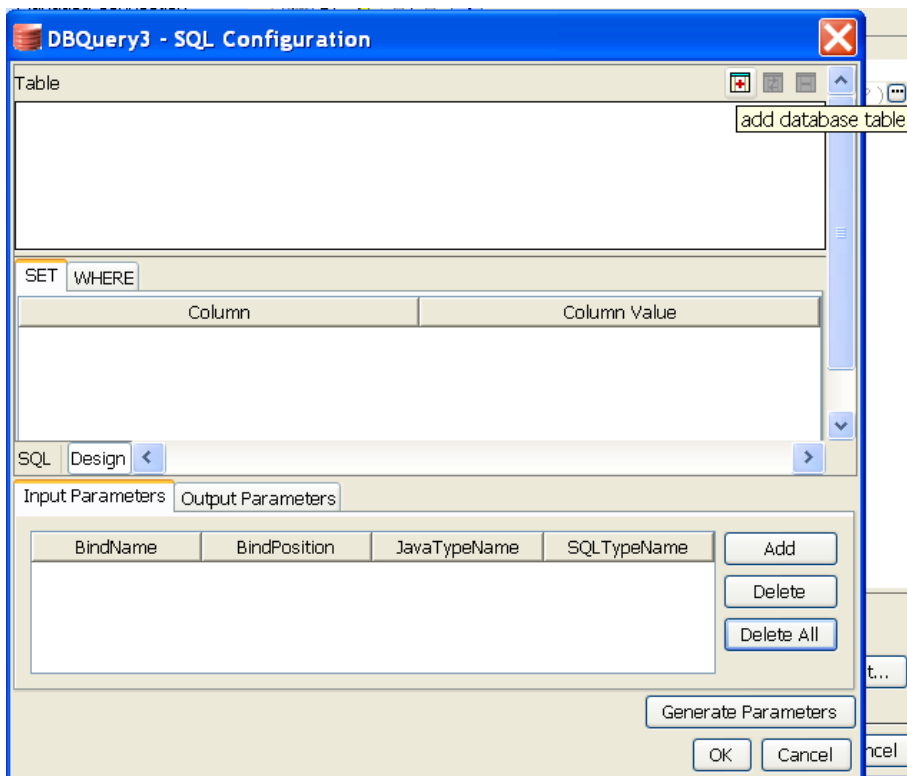 DBQuery3 - SQL Configuration
Table
add database table
SET WHERE
Column Column Value
SQL Design
Input Parameters Output Parameters
BindName BindPosition JavaTypeName SQLTypeName Add
Delete
Delete All
t...
Generate Parameters
OK Cancel ncel